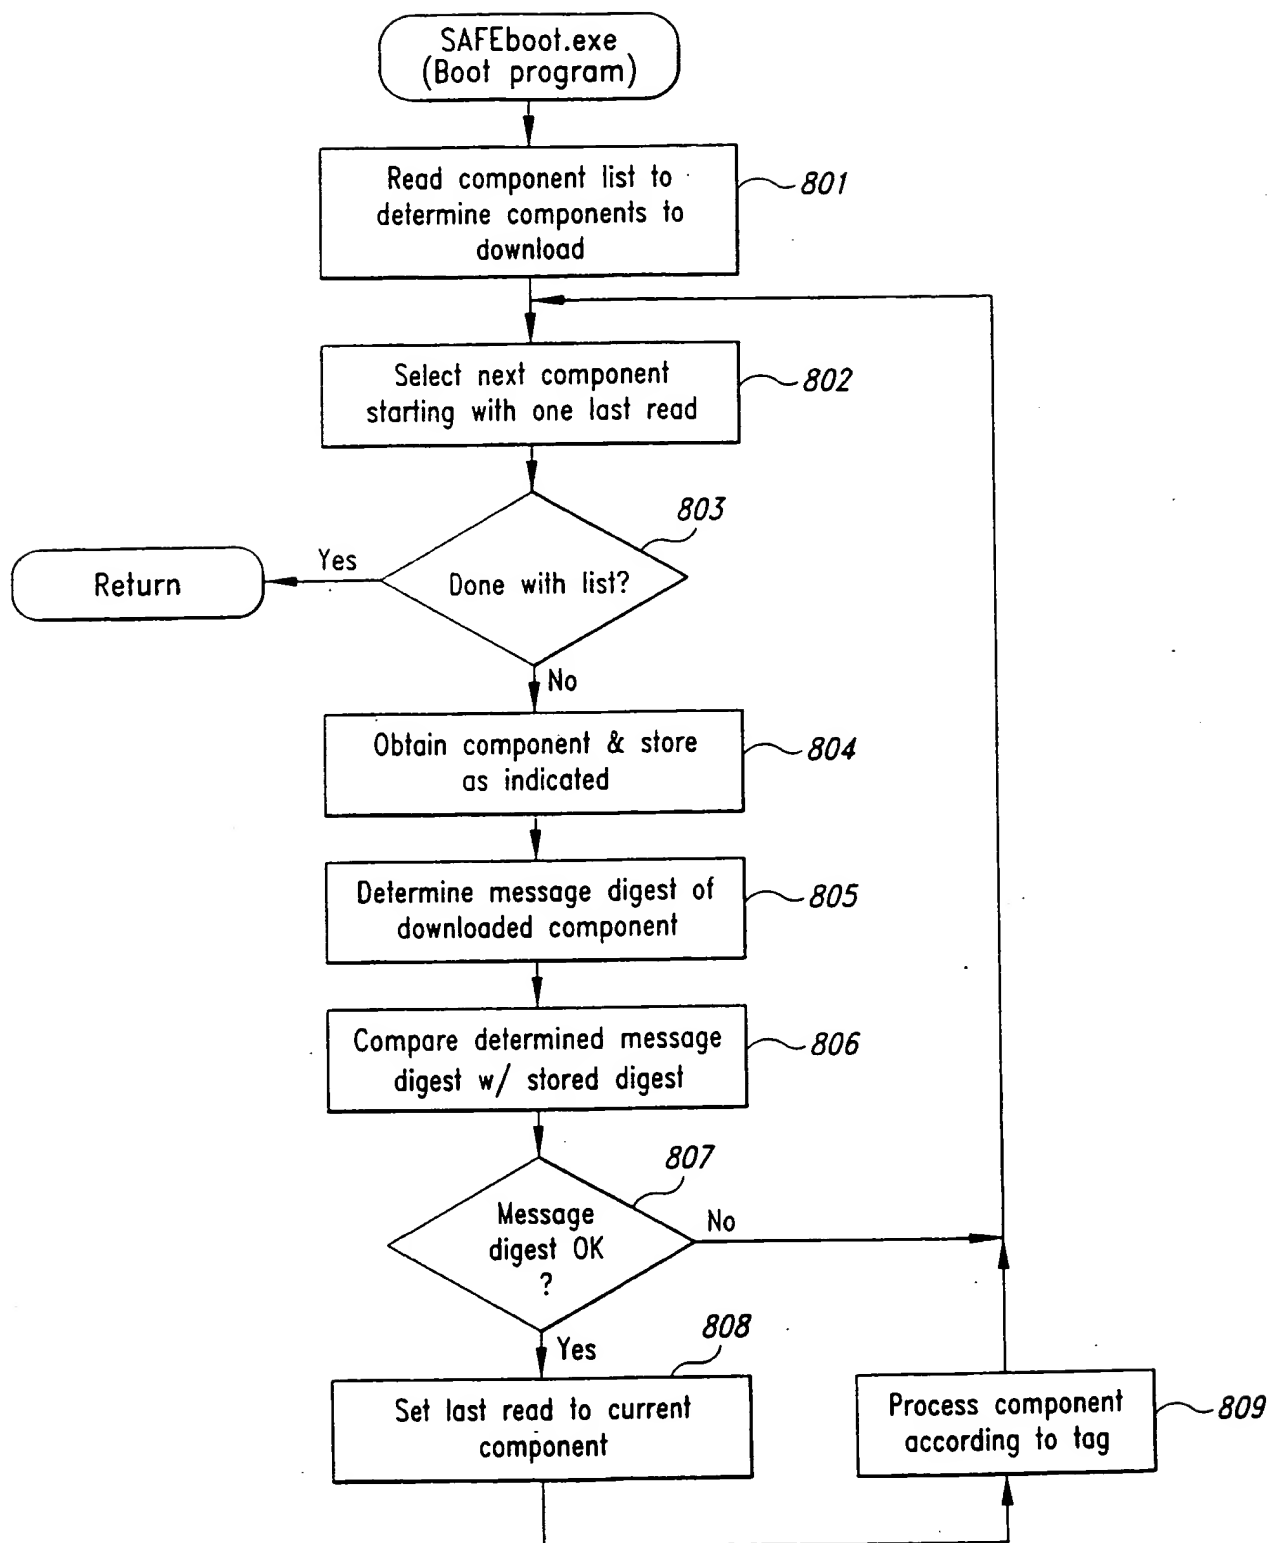 SAFEboot.exe
(Boot program)
Read component list to
determine components to
download
801
Select next component
starting with one last read
802
803
Done with list?
Yes
Return
No
Obtain component & store
as indicated
804
Determine message digest of
downloaded component
805
Compare determined message
digest w/ stored digest
806
807
Message
digest OK
?
No
Yes
808
Set last read to current
component
Process component
according to tag
809